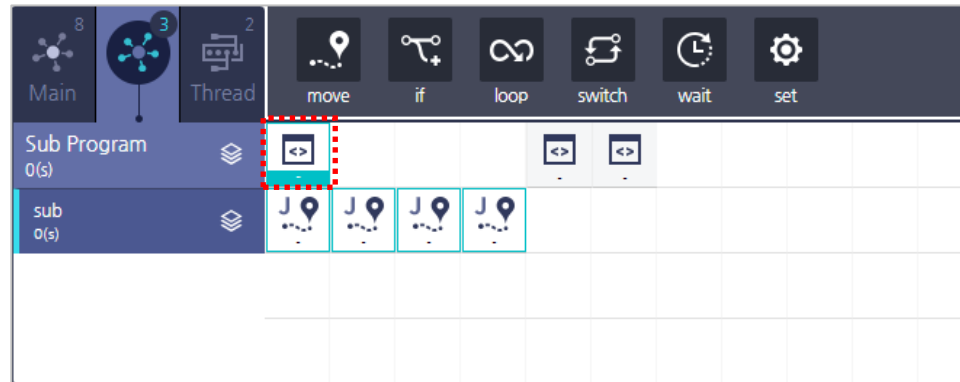 8
3
2
Main
Thread
move
if
loop
switch
wait
set
Sub Program
0(s)
<>
-
<>
-
<>
-
sub
0(s)
J
-
J
-
J
-
J
-